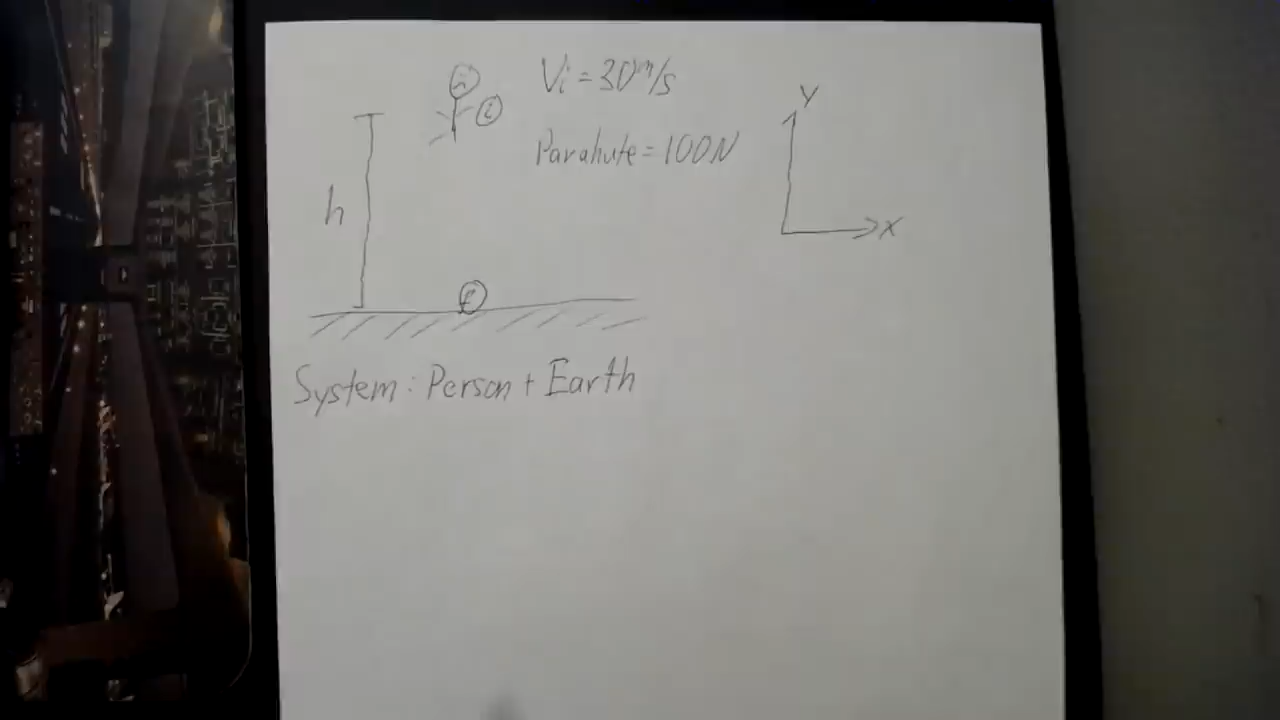 Vi = 30m/s
Parahute = 100N
Y
h
i
X
f
System: Person + Earth